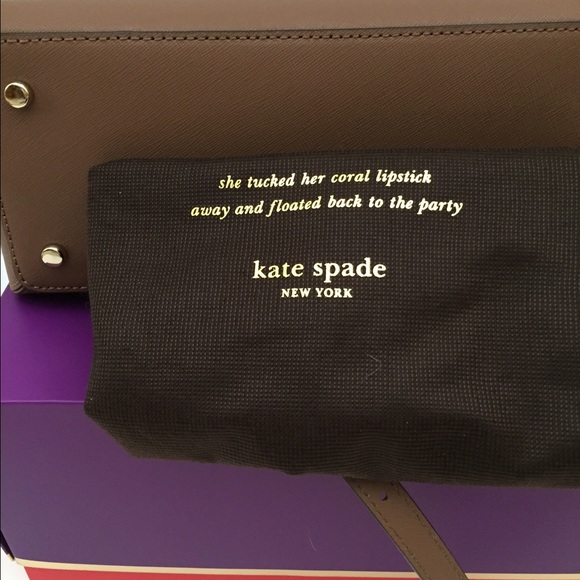 she tucked her coral lipstick
away and floated back to the party
kate spade
NEW YORK